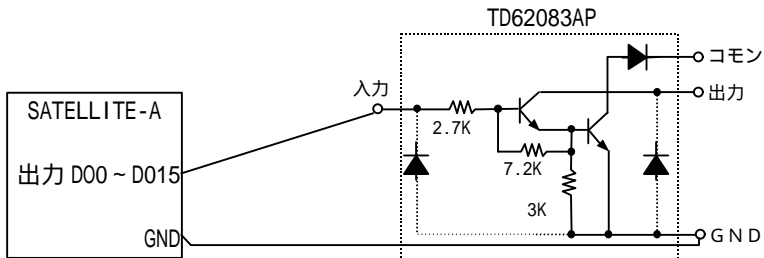 TD62083AP
コモン
出力
入力
SATELLITE-A
2.7K
出力 DO0 ~ DO15
7.2K
3K
GND
GND